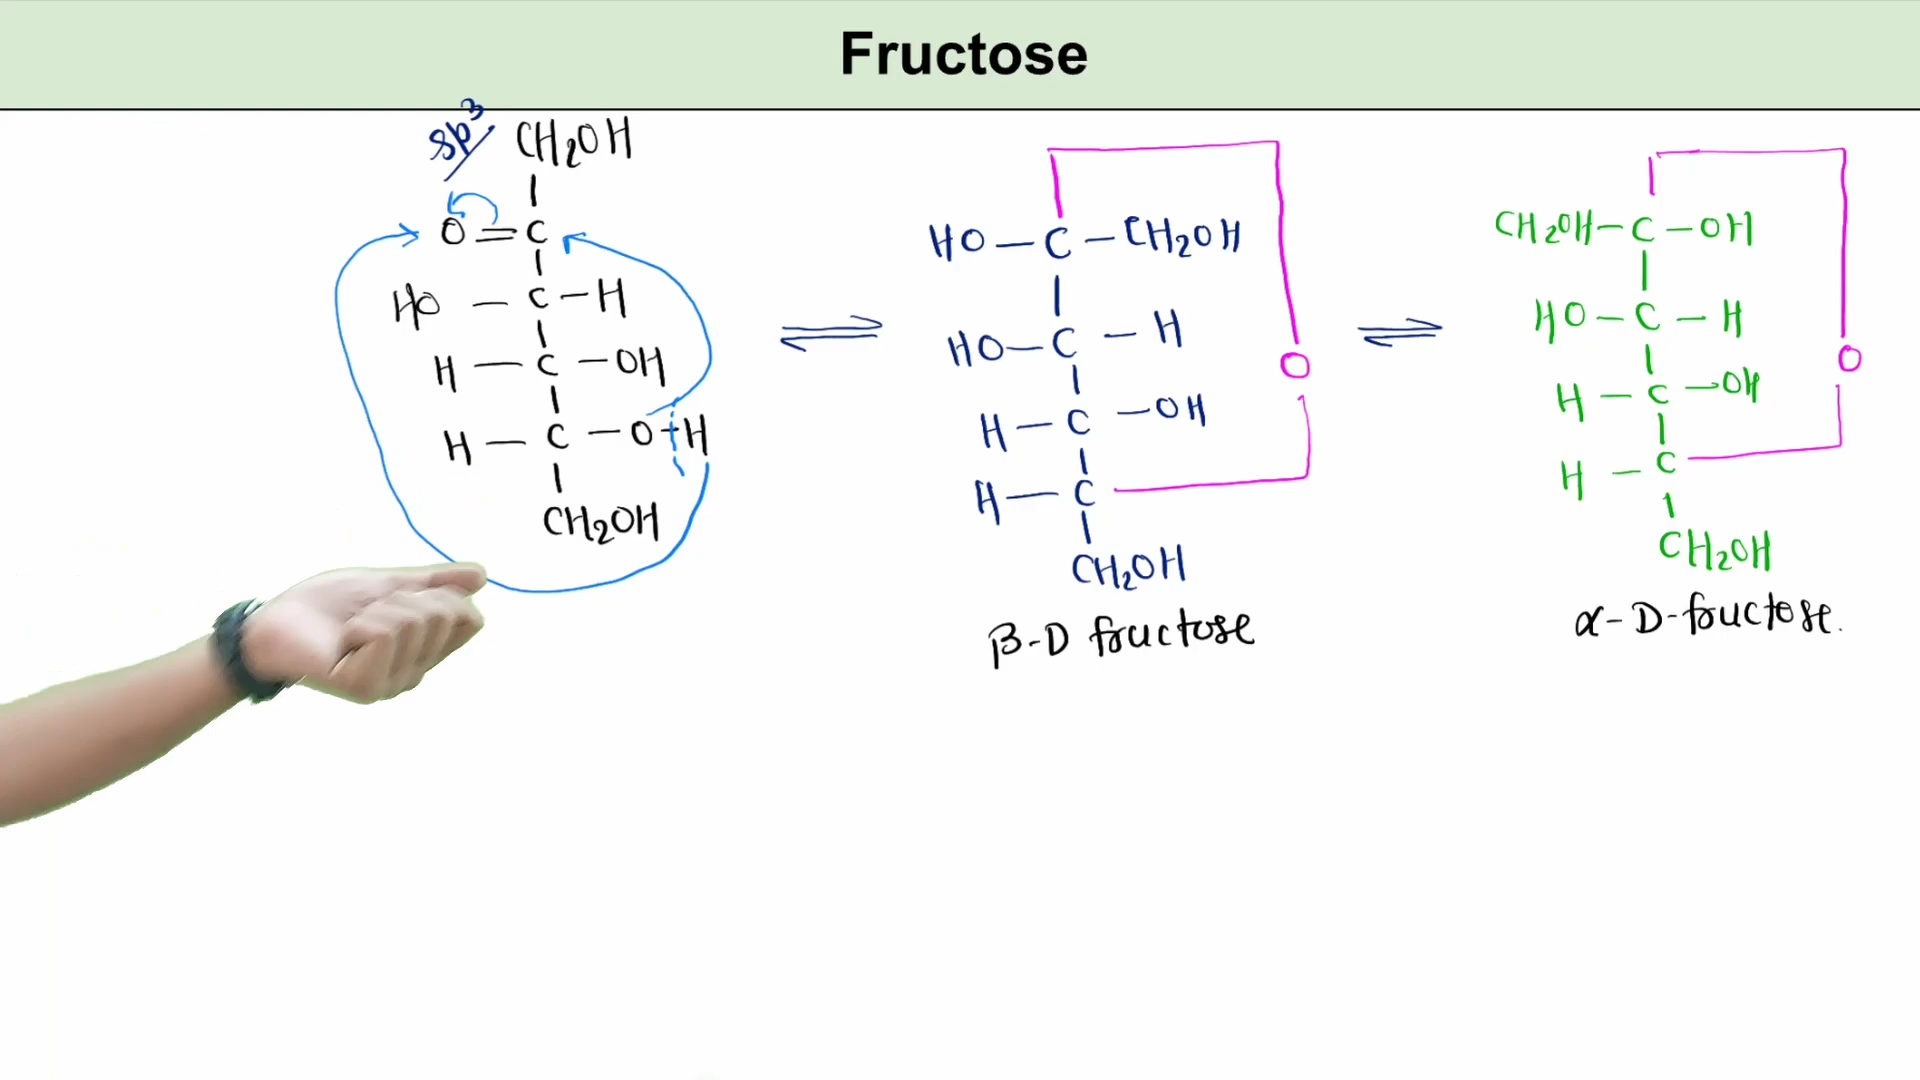 Fructose
sp³
CH₂OH
O=C
HO – C – H
H – C – OH
H – C – O – H
CH₂OH
HO – C – CH₂OH
HO – C – H
H – C – OH
H – C
O
CH₂OH
β-D fructose
CH₂OH – C – OH
HO – C – H
H – C – OH
H – C
O
CH₂OH
α-D-fructose.